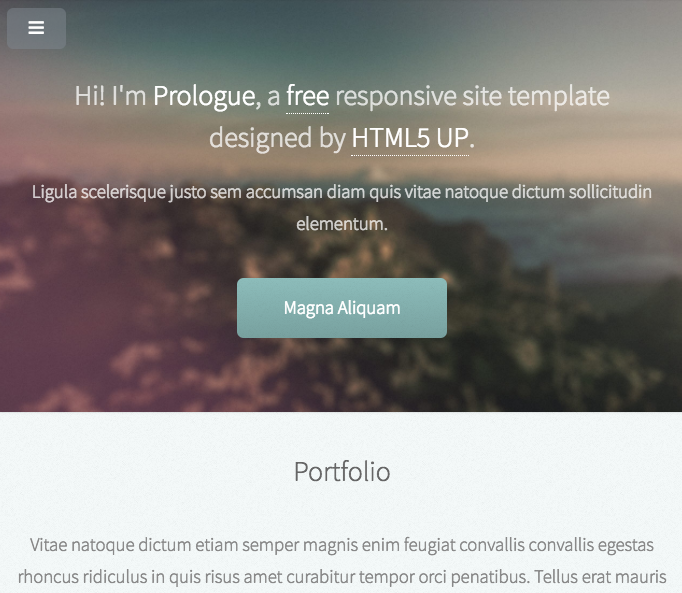 Hi! I'm Prologue, a free responsive site template
designed by HTML5 UP.
Ligula scelerisque justo sem accumsan diam quis vitae natoque dictum sollicitudin
elementum.
Magna Aliquam
Portfolio
Vitae natoque dictum etiam semper magnis enim feugiat convallis convallis egestas
rhoncus ridiculus in quis risus amet curabitur tempor orci penatibus. Tellus erat mauris